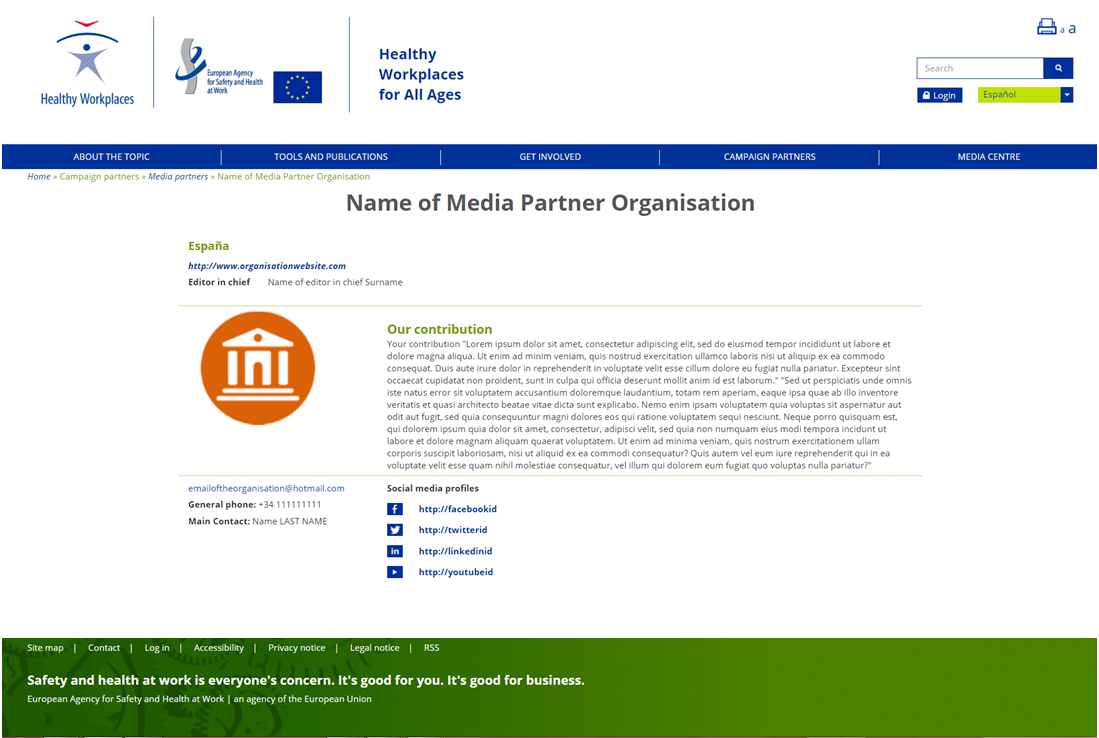 Healthy Workplaces
European Agency
for Safety and Health
at Work
Healthy
Workplaces
for All Ages
a a
Search
Login
Español
ABOUT THE TOPIC
TOOLS AND PUBLICATIONS
GET INVOLVED
CAMPAIGN PARTNERS
MEDIA CENTRE
Home » Campaign partners » Media partners » Name of Media Partner Organisation
Name of Media Partner Organisation
España
http://www.organisationwebsite.com
Editor in chief Name of editor in chief Surname
Our contribution
Your contribution "Lorem ipsum dolor sit amet, consectetur adipiscing elit, sed do eiusmod tempor incididunt ut labore et
dolore magna aliqua. Ut enim ad minim veniam, quis nostrud exercitation ullamco laboris nisi ut aliquip ex ea commodo
consequat. Duis aute irure dolor in reprehenderit in voluptate velit esse cillum dolore eu fugiat nulla pariatur. Excepteur sint
occaecat cupidatat non proident, sunt in culpa qui officia deserunt mollit anim id est laborum." "Sed ut perspiciatis unde omnis
iste natus error sit voluptatem accusantium doloremque laudantium, totam rem aperiam, eaque ipsa quae ab illo inventore
veritatis et quasi architecto beatae vitae dicta sunt explicabo. Nemo enim ipsam voluptatem quia voluptas sit aspernatur aut
odit aut fugit, sed quia consequuntur magni dolores eos qui ratione voluptatem sequi nesciunt. Neque porro quisquam est,
qui dolorem ipsum quia dolor sit amet, consectetur, adipisci velit, sed quia non numquam eius modi tempora incidunt ut
labore et dolore magnam aliquam quaerat voluptatem. Ut enim ad minima veniam, quis nostrum exercitationem ullam
corporis suscipit laboriosam, nisi ut aliquid ex ea commodi consequatur? Quis autem vel eum iure reprehenderit qui in ea
voluptate velit esse quam nihil molestiae consequatur, vel illum qui dolorem eum fugiat quo voluptas nulla pariatur?"
emailoftheorganisation@hotmail.com
General phone: +34 111111111
Main Contact: Name LAST NAME
Social media profiles
http://facebookid
http://twitterid
http://linkedinid
http://youtubeid
Site map | Contact | Log in | Accessibility | Privacy notice | Legal notice | RSS
Safety and health at work is everyone's concern. It's good for you. It's good for business.
European Agency for Safety and Health at Work | an agency of the European Union